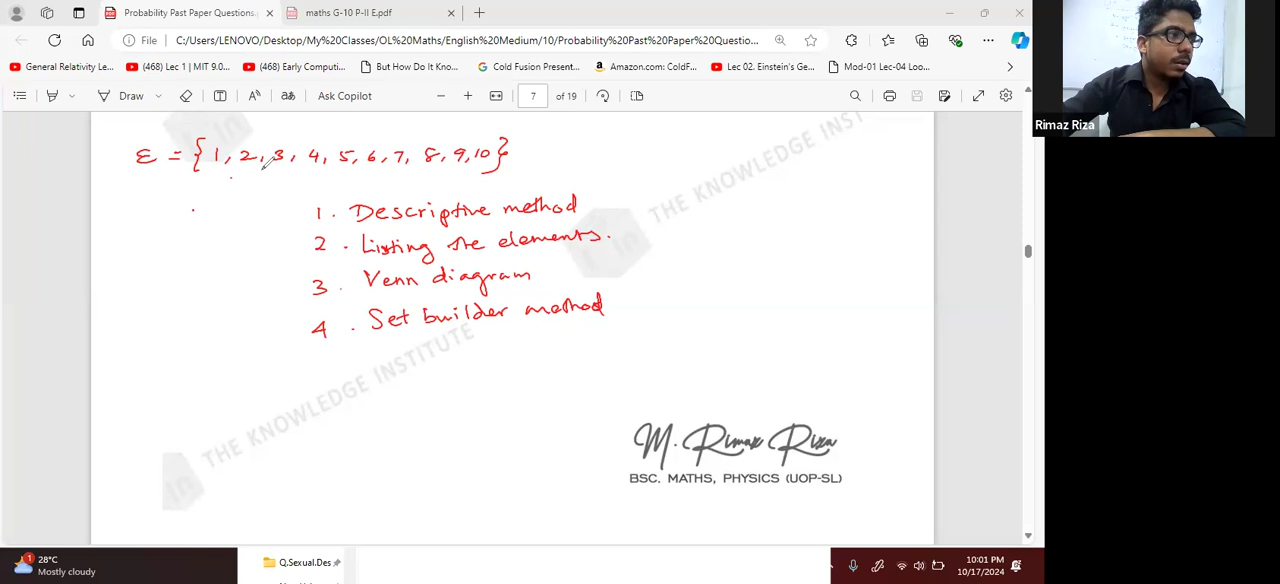 Probability Past Paper Questions.
maths G-10 P-II E.pdf
File
C:/Users/LENOVO/Desktop/My%20Classes/OL%20Maths/English%20Medium/10/Probability%20Past%20Paper%20Questio...
General Relativity Le...
(468) Lec 1 | MIT 9.0...
(468) Early Computi...
But How Do It Kno...
Cold Fusion Present...
Amazon.com: ColdF...
Lec 02. Einstein's Ge...
Mod-01 Lec-04 Loo...
Draw
Ask Copilot
7 of 19
Rimaz Riza
ε = { 1, 2, 3, 4, 5, 6, 7, 8, 9, 10 }
1. Descriptive method
2. Listing the elements.
3. Venn diagram
4. Set builder method
THE KNOWLEDGE INST
THE KNOWLEDGE INSTITUTE
M. Rimaz Riza
BSC. MATHS, PHYSICS (UOP-SL)
1
28°C
Mostly cloudy
Q.Sexual.Des
10:01 PM
10/17/2024